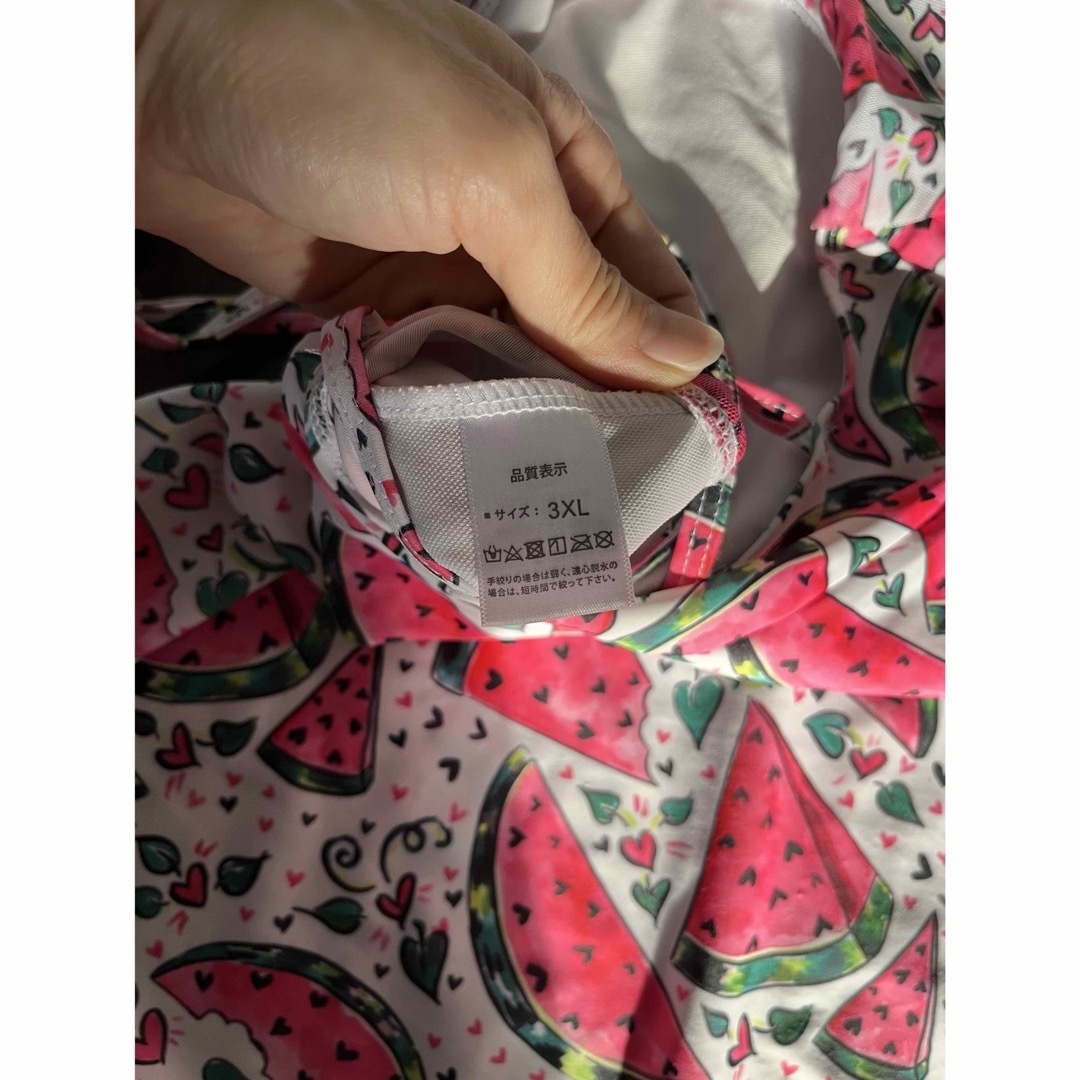 品質表示
■ サイズ： 3XL
手絞りの場合は弱く、遠心脱水の
場合は、短時間で絞って下さい。